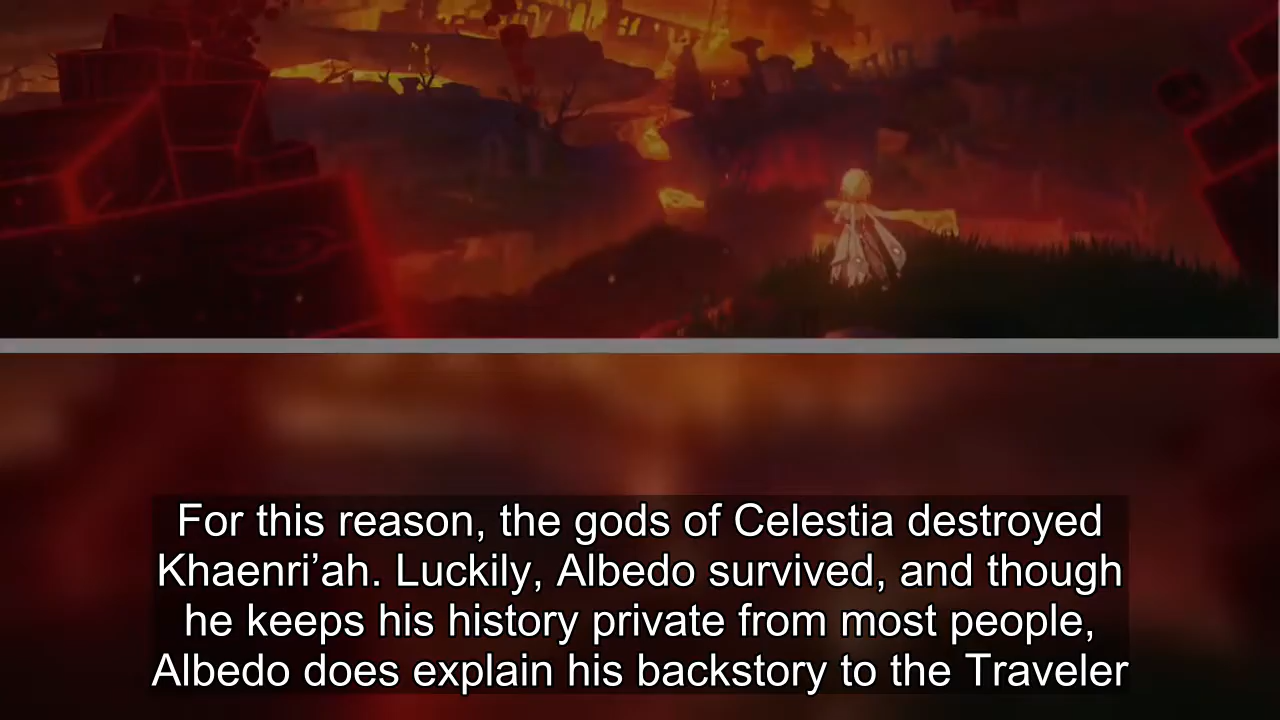 For this reason, the gods of Celestia destroyed
Khaenri’ah. Luckily, Albedo survived, and though
he keeps his history private from most people,
Albedo does explain his backstory to the Traveler